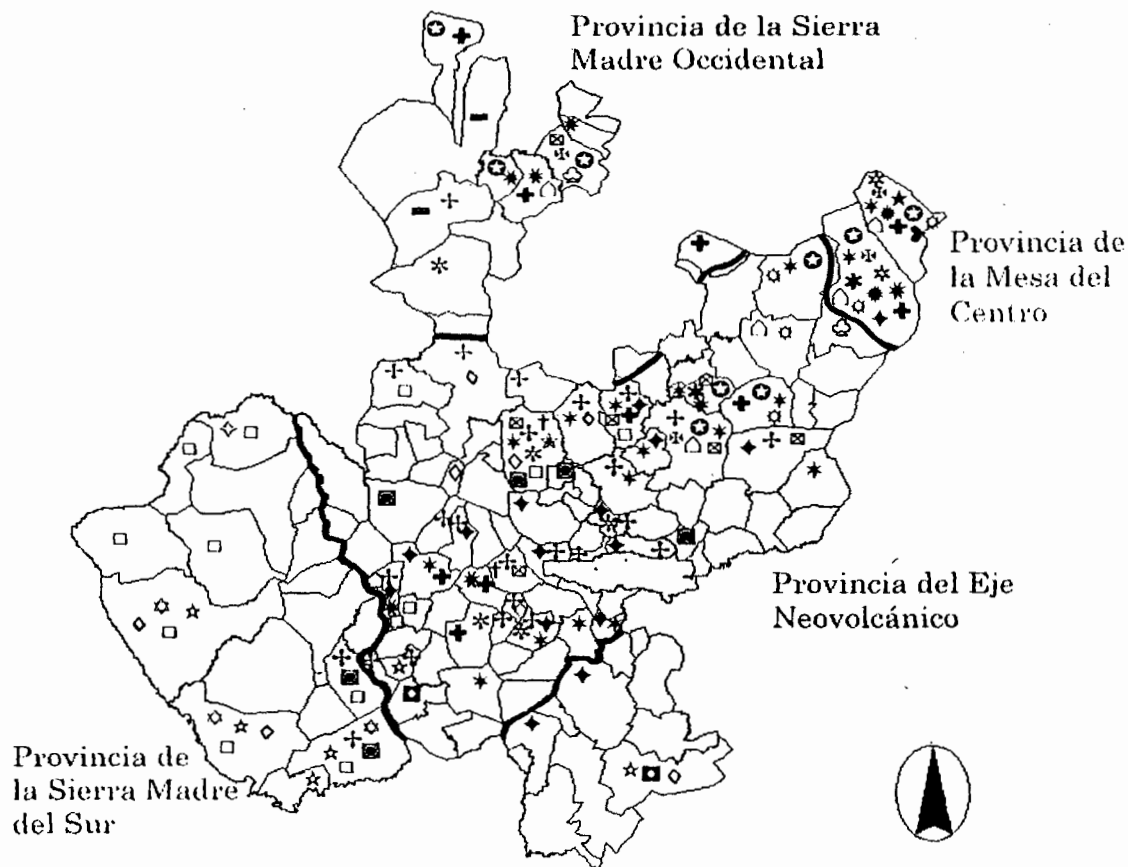 Provincia de la Sierra
Madre Occidental
Provincia de
la Mesa del
Centro
Provincia del Eje
Neovolcánico
Provincia de
la Sierra Madre
del Sur